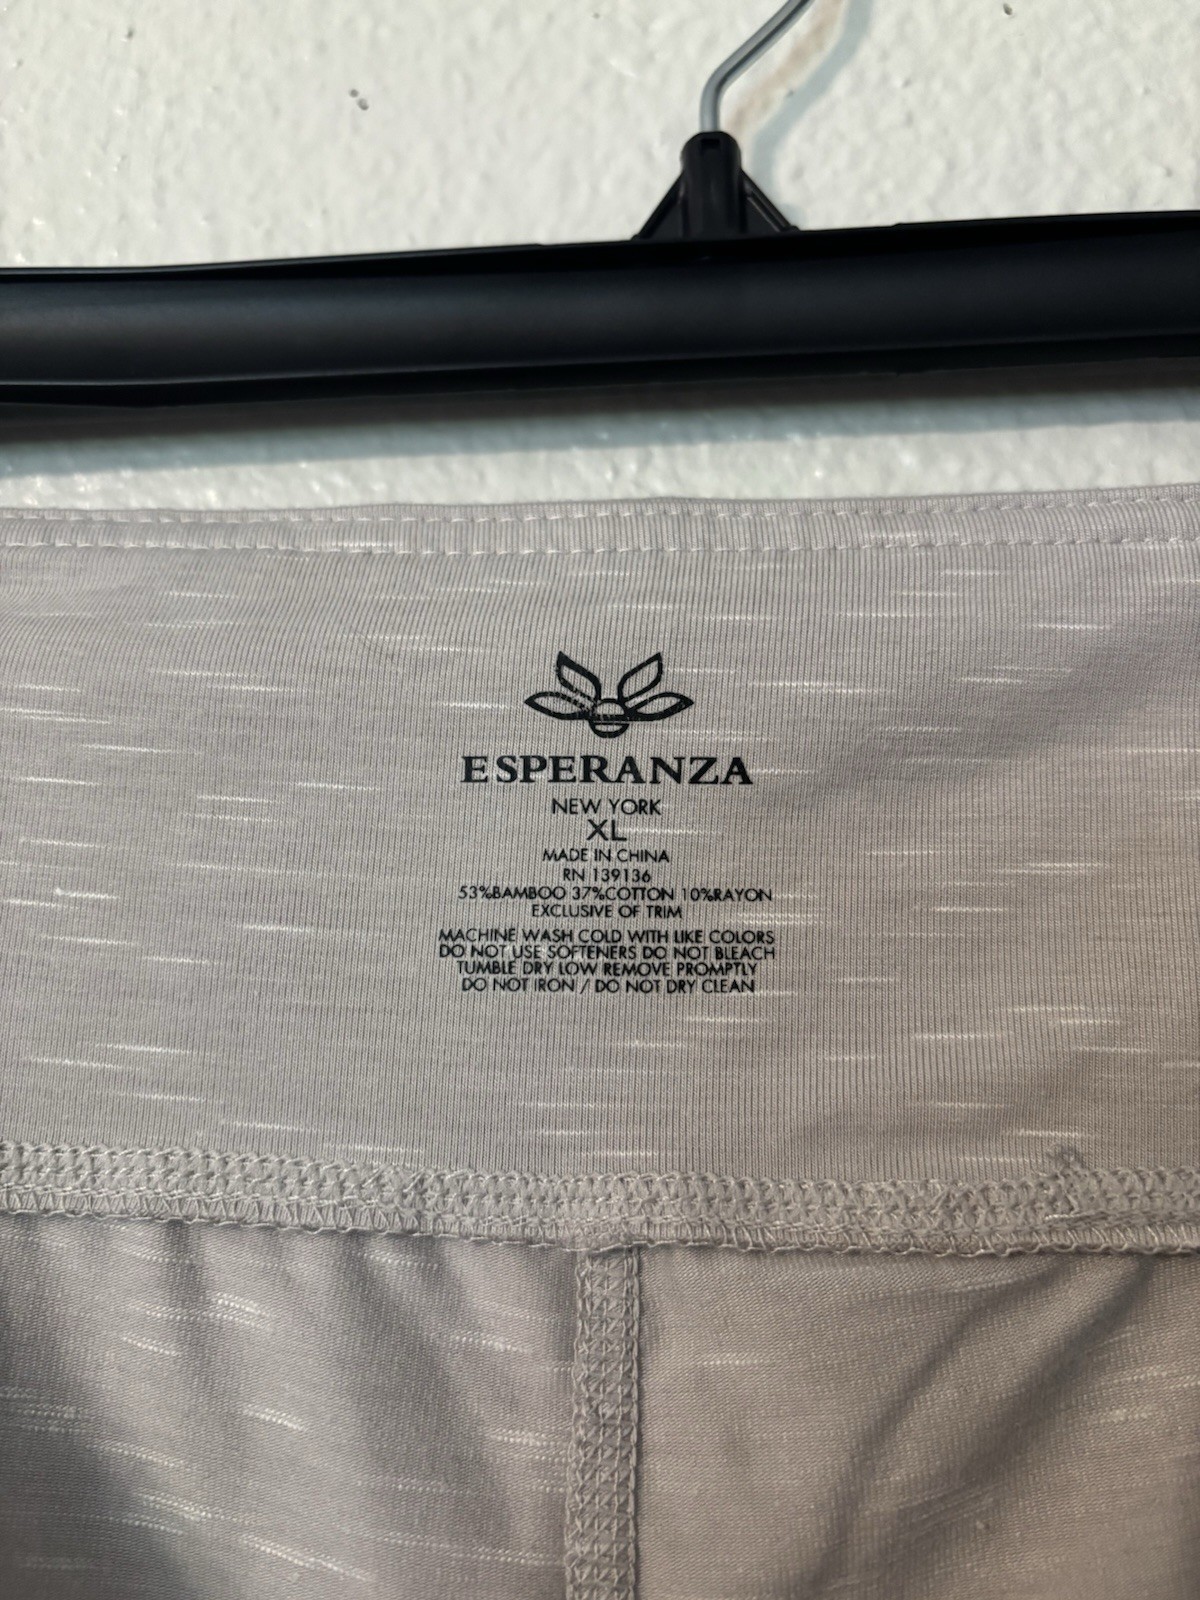 ESPERANZA
NEW YORK
XL
MADE IN CHINA
RN 139136
53%BAMBOO 37%COTTON 10%RAYON
EXCLUSIVE OF TRIM
MACHINE WASH COLD WITH LIKE COLORS
DO NOT USE SOFTENERS DO NOT BLEACH
TUMBLE DRY LOW REMOVE PROMPTLY
DO NOT IRON / DO NOT DRY CLEAN